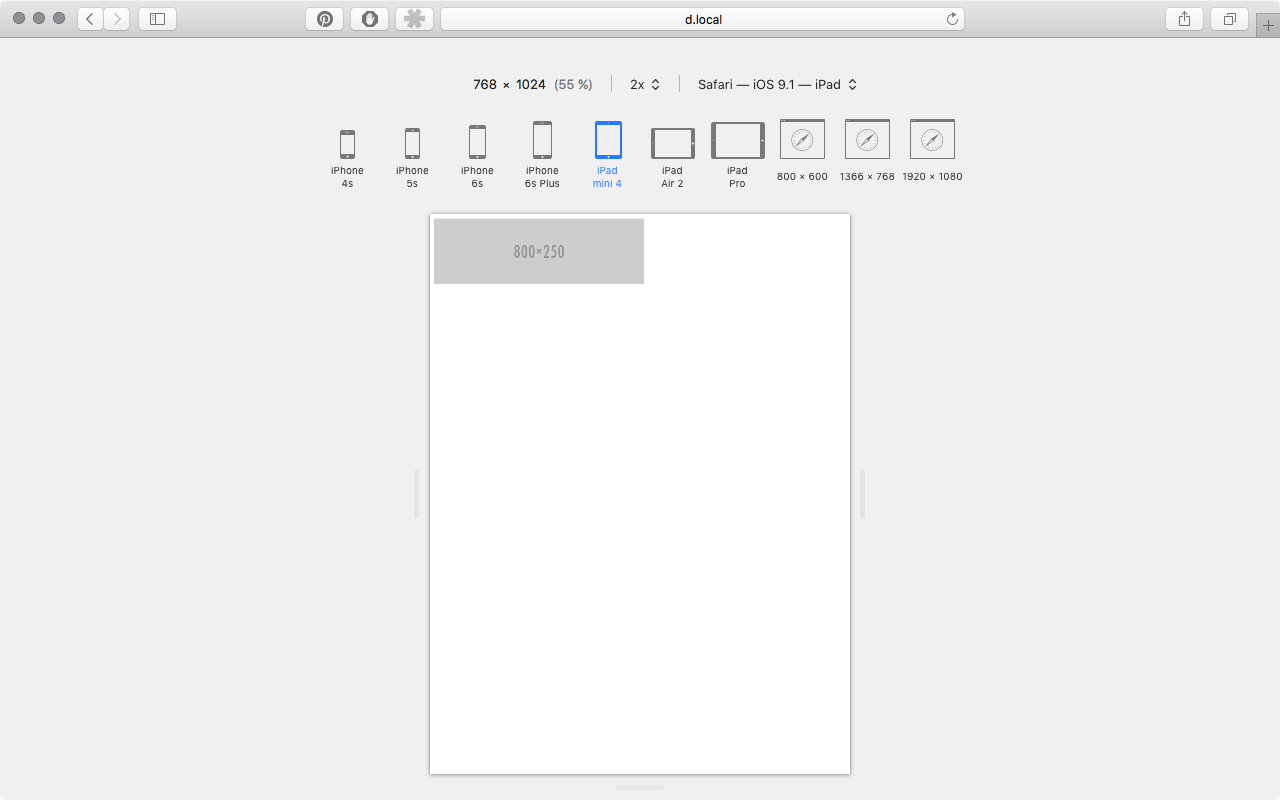 d.local
768 × 1024 (55 %) 2x Safari — iOS 9.1 — iPad
iPhone 4s
iPhone 5s
iPhone 6s
iPhone 6s Plus
iPad mini 4
iPad Air 2
iPad Pro
800 × 600
1366 × 768
1920 × 1080
800×250